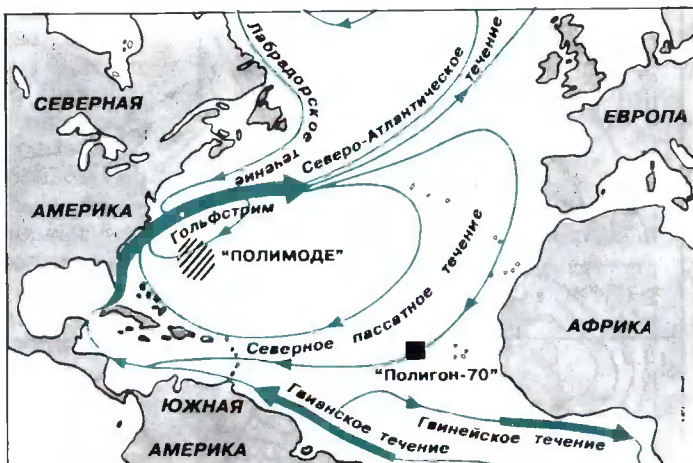 СЕВЕРНАЯ
АМЕРИКА
Лабрадорское
течение
Северо-Атлантическое
течение
ЕВРОПА
Гольфстрим
"ПОЛИМОДЕ"
Северное пассатное течение
АФРИКА
"Полигон-70"
ЮЖНАЯ
АМЕРИКА
Гвианское течение
Гвинейское течение